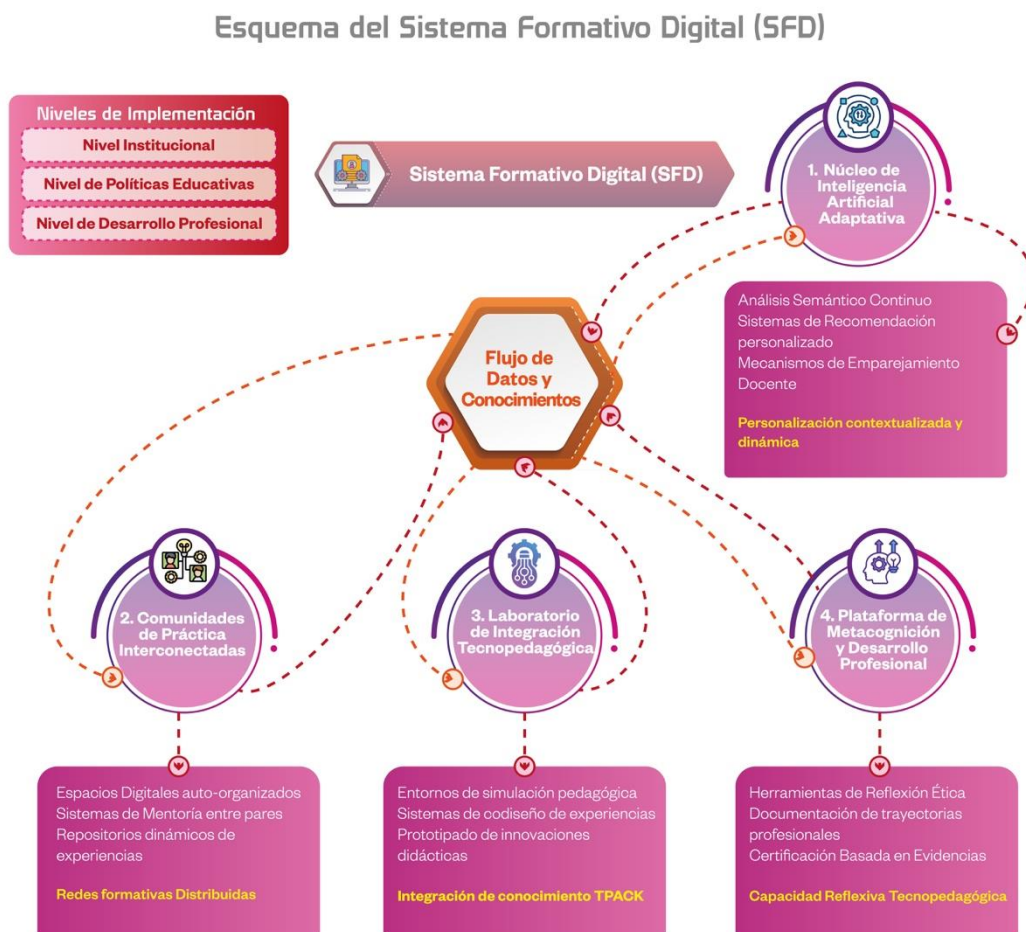 Esquema del Sistema Formativo Digital (SFD)
Niveles de Implementación
Nivel Institucional
Nivel de Políticas Educativas
Nivel de Desarrollo Profesional
Sistema Formativo Digital (SFD)
1. Núcleo de
Inteligencia
Artificial
Adaptativa
Análisis Semántico Continuo
Sistemas de Recomendación
personalizado
Mecanismos de Emparejamiento
Docente
Personalización contextualizada y
dinámica
Flujo de
Datos y
Conocimientos
2. Comunidades
de Práctica
Interconectadas
Espacios Digitales auto-organizados
Sistemas de Mentoría entre pares
Repositorios dinámicos de
experiencias
Redes formativas Distribuidas
3. Laboratorio
de Integración
Tecnopedagógica
Entornos de simulación pedagógica
Sistemas de codiseño de experiencias
Prototipado de innovaciones
didácticas
Integración de conocimiento TPACK
4. Plataforma de
Metacognición
y Desarrollo
Profesional
Herramientas de Reflexión Ética
Documentación de trayectorias
profesionales
Certificación Basada en Evidencias
Capacidad Reflexiva Tecnopedagógica